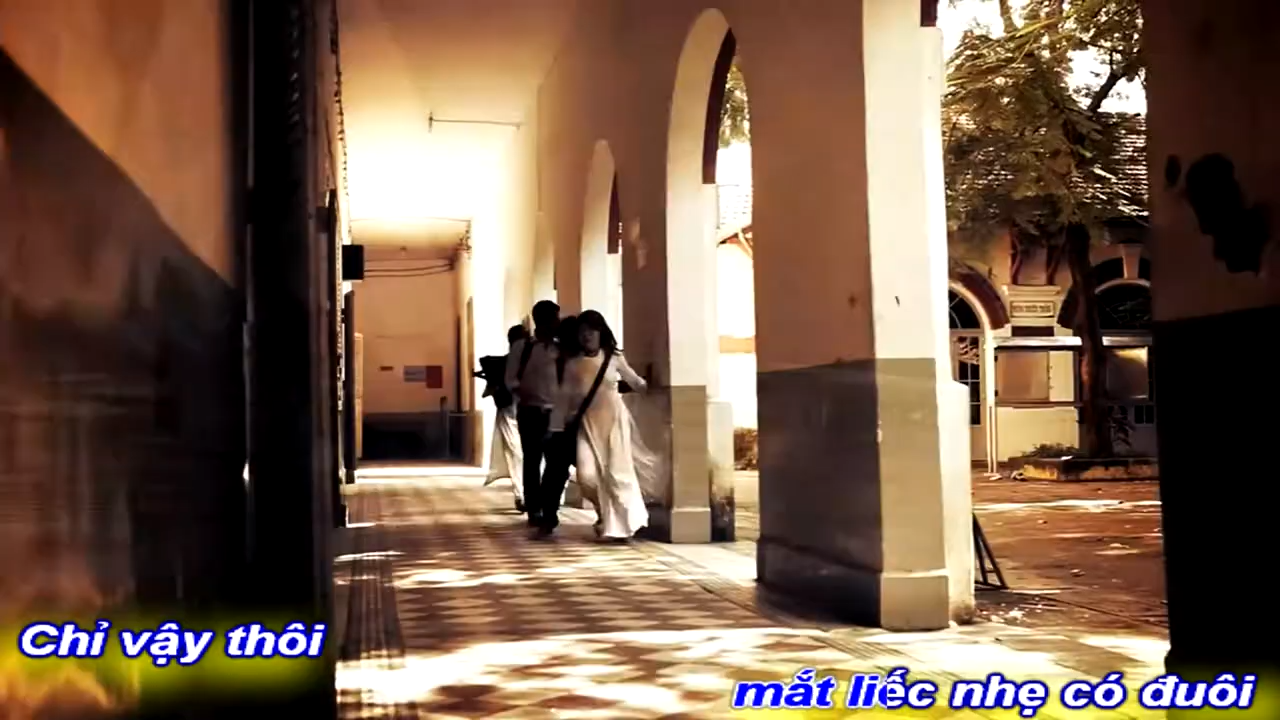 Chỉ vậy thôi
mắt liếc nhẹ có đuôi